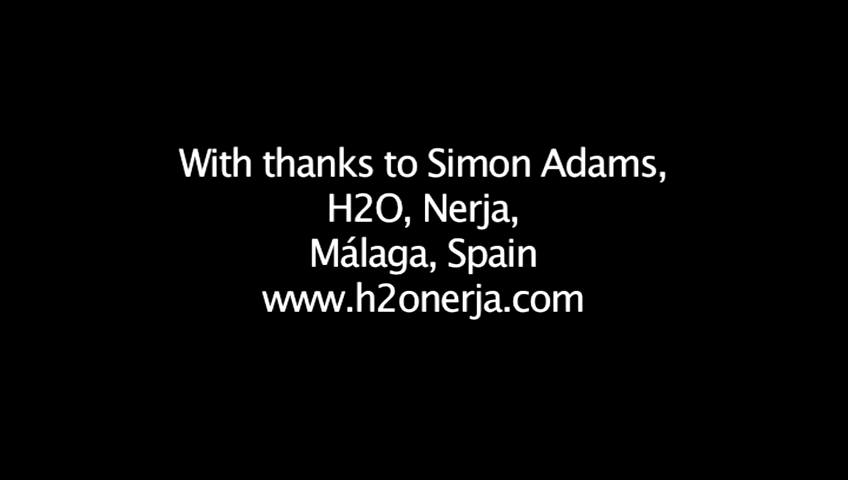 With thanks to Simon Adams,
H2O, Nerja,
Málaga, Spain
www.h2onerja.com